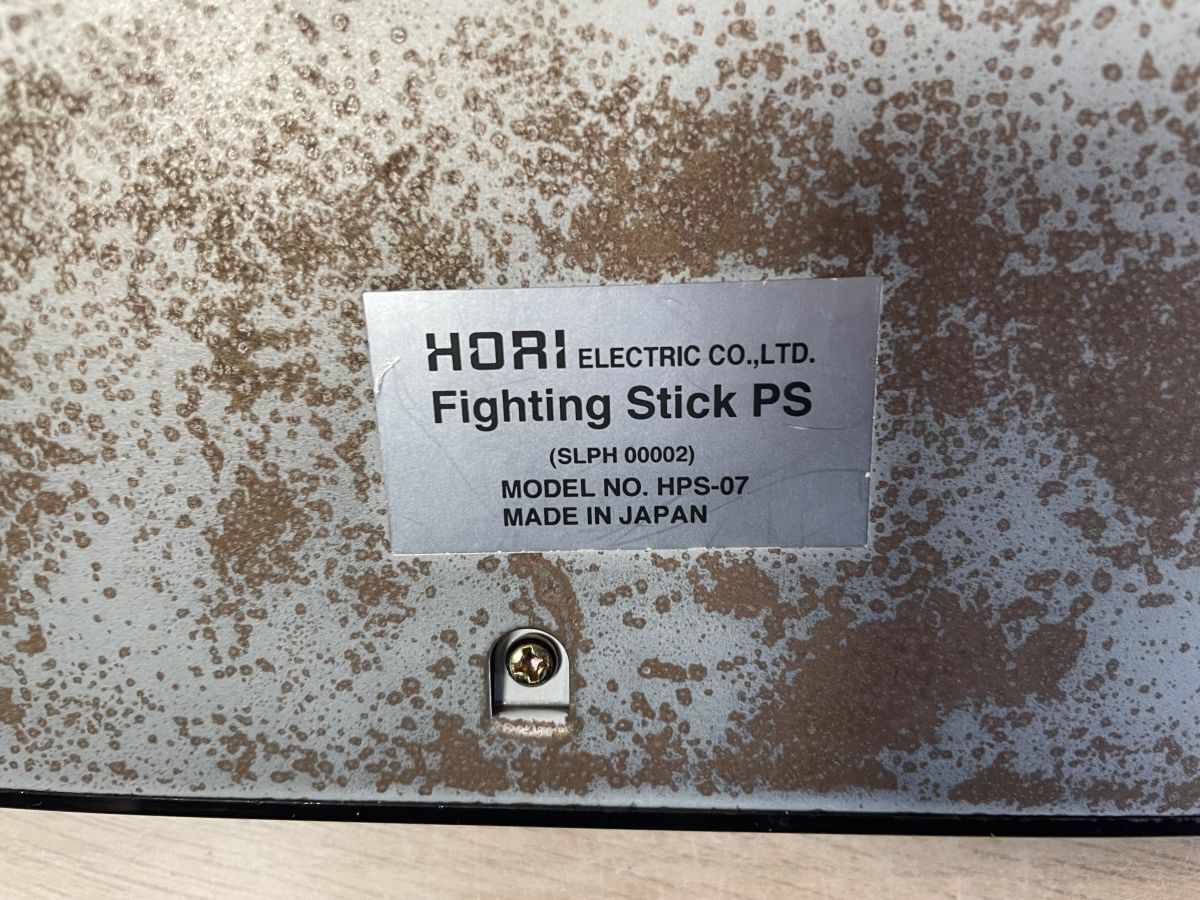 HORI ELECTRIC CO.,LTD.
Fighting Stick PS
(SLPH 00002)
MODEL NO. HPS-07
MADE IN JAPAN